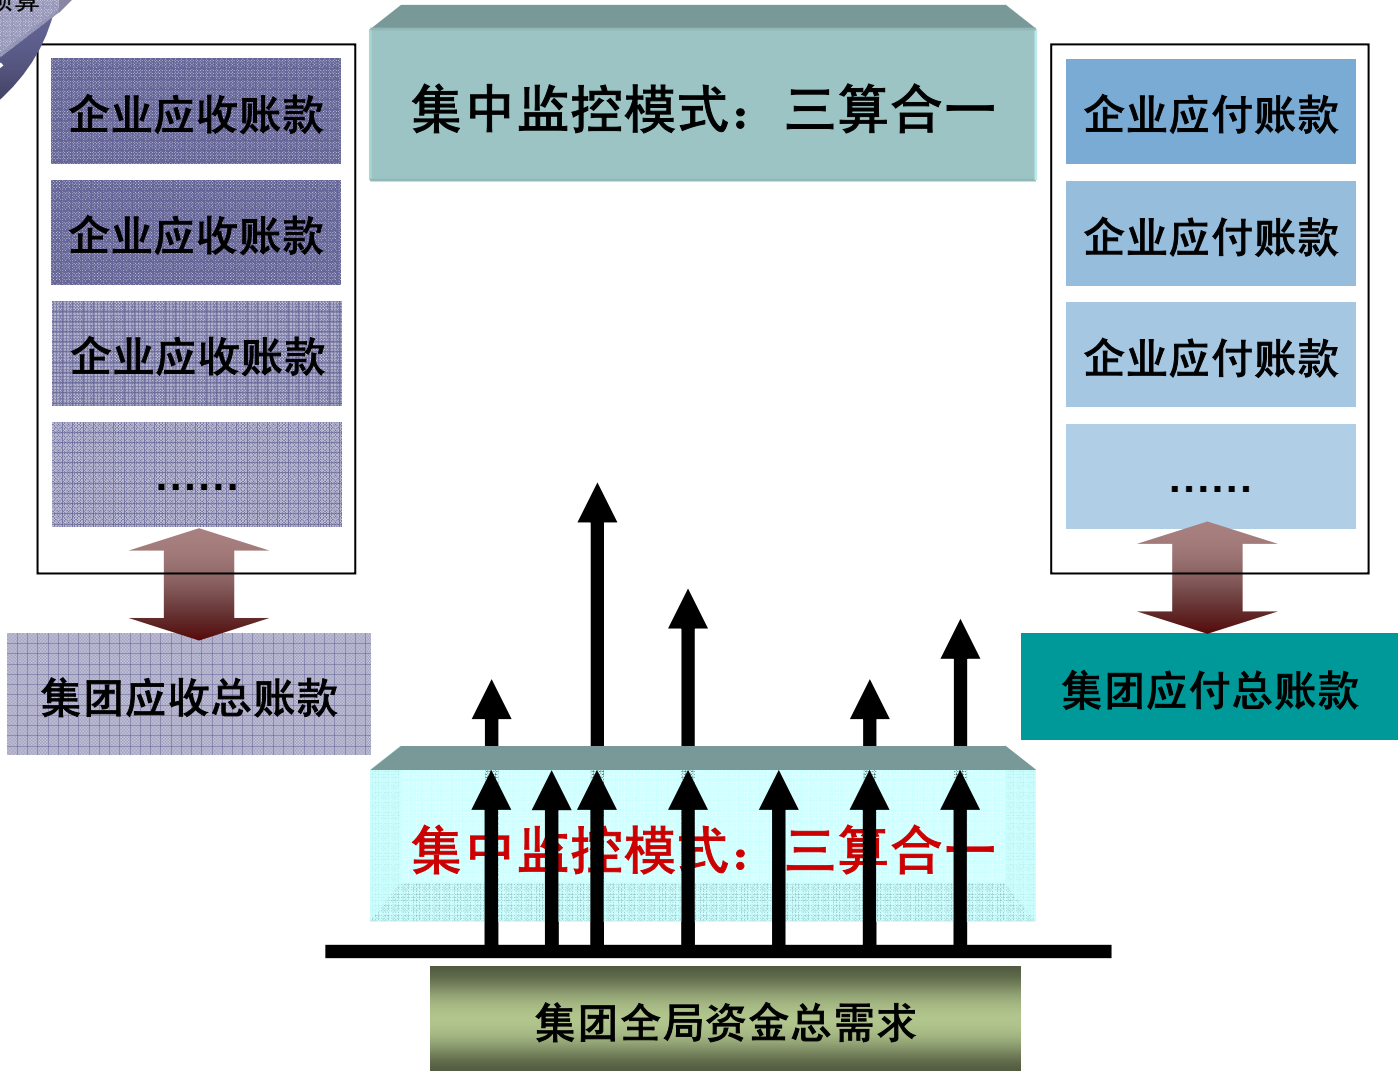 集中监控模式：三算合一
企业应收账款
企业应收账款
企业应收账款
……
集团应收总账款
企业应付账款
企业应付账款
企业应付账款
……
集团应付总账款
集中监控模式：三算合一
集团全局资金总需求